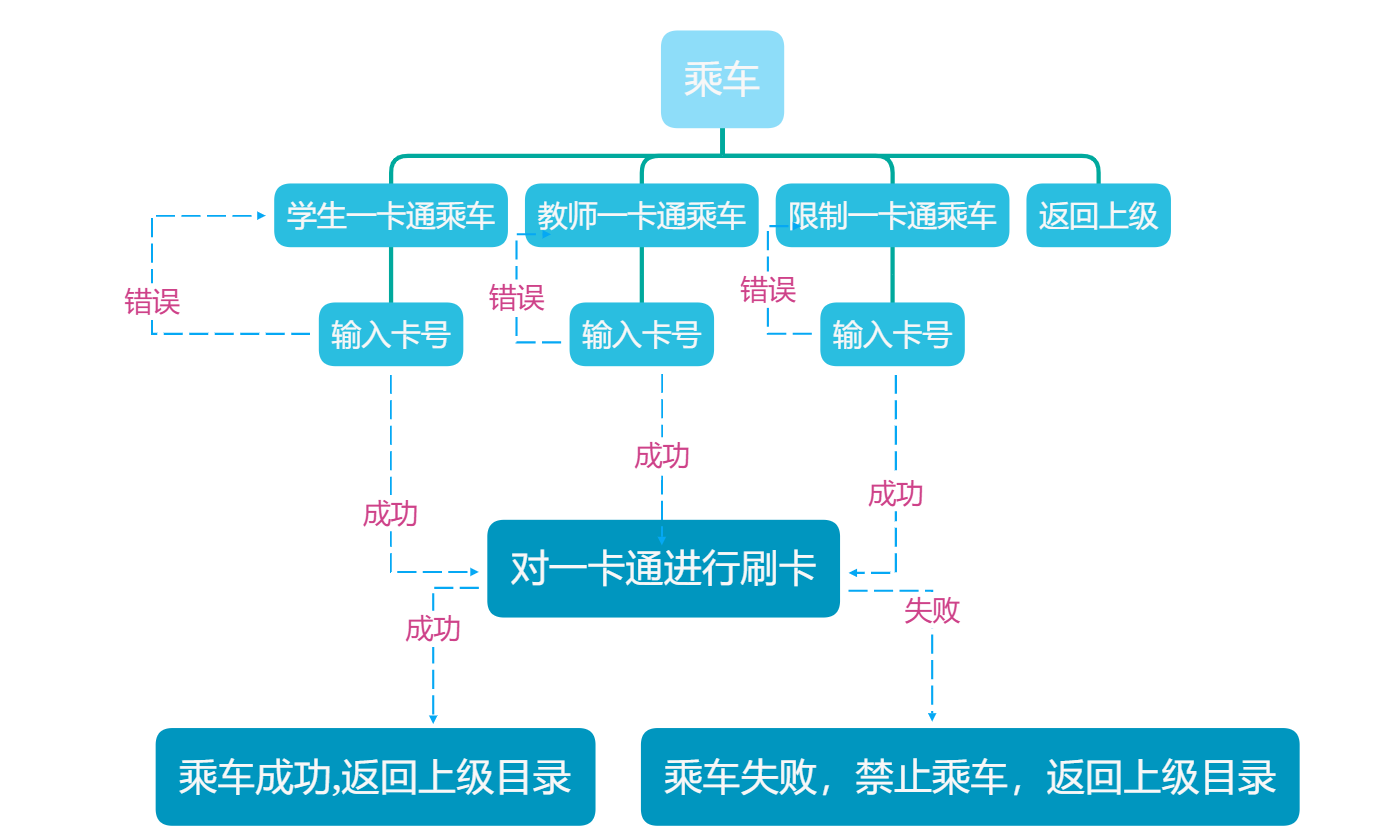 乘车
学生一卡通乘车
教师一卡通乘车
限制一卡通乘车
返回上级
错误
错误
错误
输入卡号
输入卡号
输入卡号
成功
成功
成功
对一卡通进行刷卡
成功
失败
乘车成功,返回上级目录
乘车失败，禁止乘车，返回上级目录